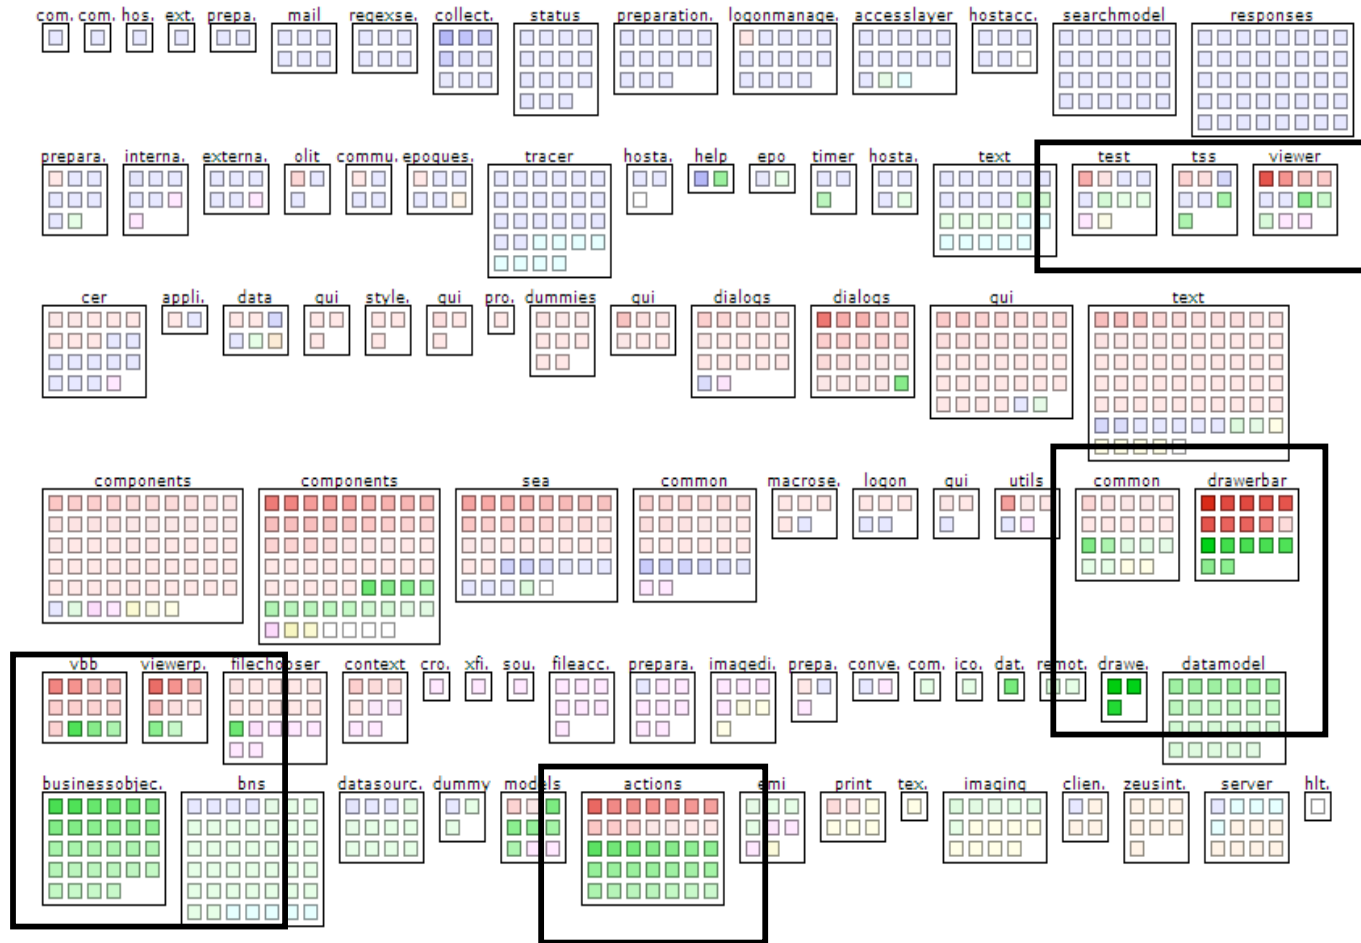 com. com. hos. ext. prepa. mail regexse. collect. status preparation. logonmanage. accesslayer hostacc. searchmodel responses
prepara. interna. externa. olit commu. epoques. tracer hosta. help epo timer hosta. text test tss viewer
cer appli. data gui style. gui pro. dummies gui dialogs dialogs gui text
components components sea common macrose. logon gui utils common drawerbar
vbb viewerp. filechooser context cro. xfi. sou. fileacc. prepara. imagedi. prepa. conve. com. ico. dat. remot. drawe. datamodel
businessobjec. bns datasourc. dummy models actions emi print tex. imaging clien. zeusint. server hlt.